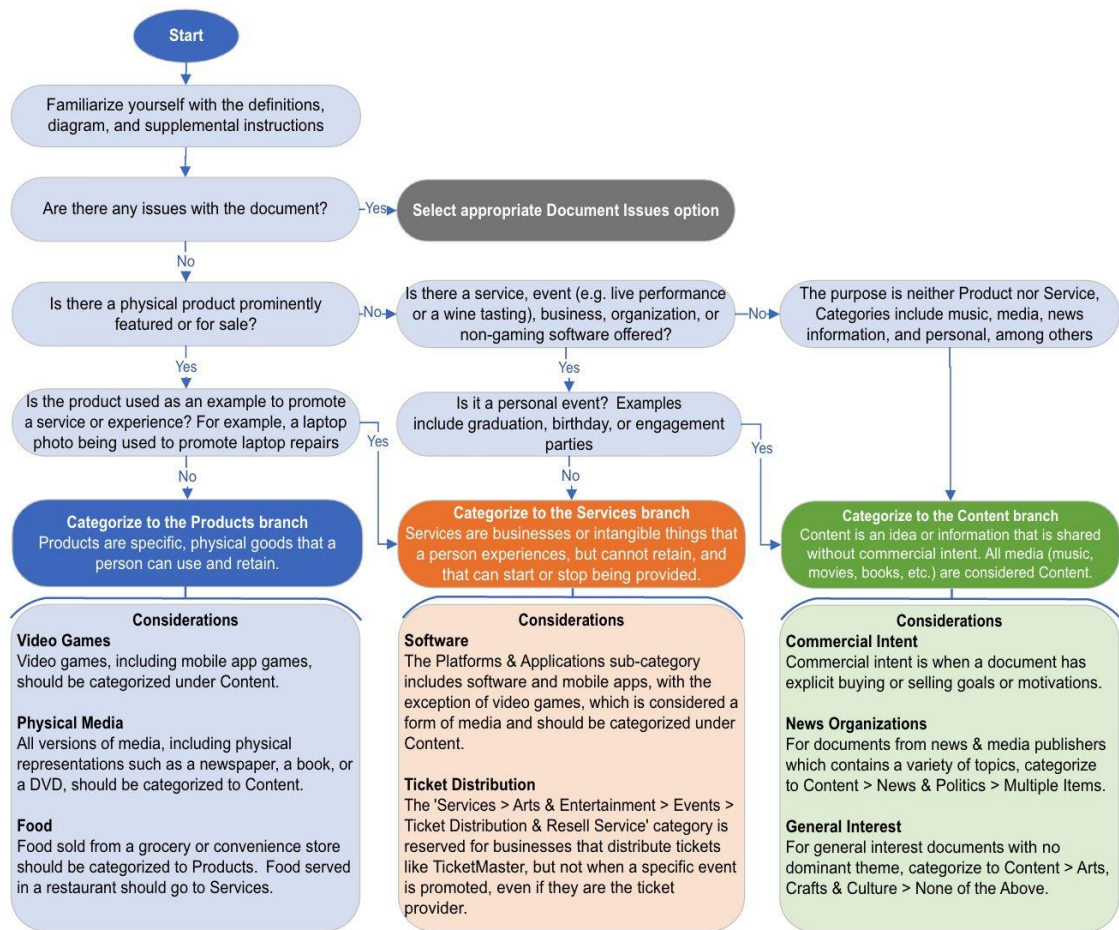 Start
Familiarize yourself with the definitions,
diagram, and supplemental instructions
Are there any issues with the document?
Yes
Select appropriate Document Issues option
No
Is there a physical product prominently
featured or for sale?
No
Is there a service, event (e.g. live performance
or a wine tasting), business, organization, or
non-gaming software offered?
No
The purpose is neither Product nor Service,
Categories include music, media, news
information, and personal, among others
Yes
Yes
Is the product used as an example to promote
a service or experience? For example, a laptop
photo being used to promote laptop repairs
Yes
Is it a personal event? Examples
include graduation, birthday, or engagement
parties
Yes
No
No
Categorize to the Products branch
Products are specific, physical goods that a
person can use and retain.
Categorize to the Services branch
Services are businesses or intangible things that
a person experiences, but cannot retain, and
that can start or stop being provided.
Categorize to the Content branch
Content is an idea or information that is shared
without commercial intent. All media (music,
movies, books, etc.) are considered Content.
Considerations
Video Games
Video games, including mobile app games,
should be categorized under Content.
Physical Media
All versions of media, including physical
representations such as a newspaper, a book, or
a DVD, should be categorized to Content.
Food
Food sold from a grocery or convenience store
should be categorized to Products. Food served
in a restaurant should go to Services.
Considerations
Software
The Platforms & Applications sub-category
includes software and mobile apps, with the
exception of video games, which is considered a
form of media and should be categorized under
Content.
Ticket Distribution
The 'Services > Arts & Entertainment > Events >
Ticket Distribution & Resell Service' category is
reserved for businesses that distribute tickets
like TicketMaster, but not when a specific event
is promoted, even if they are the ticket
provider.
Considerations
Commercial Intent
Commercial intent is when a document has
explicit buying or selling goals or motivations.
News Organizations
For documents from news & media publishers
which contains a variety of topics, categorize
to Content > News & Politics > Multiple Items.
General Interest
For general interest documents with no
dominant theme, categorize to Content > Arts,
Crafts & Culture > None of the Above.